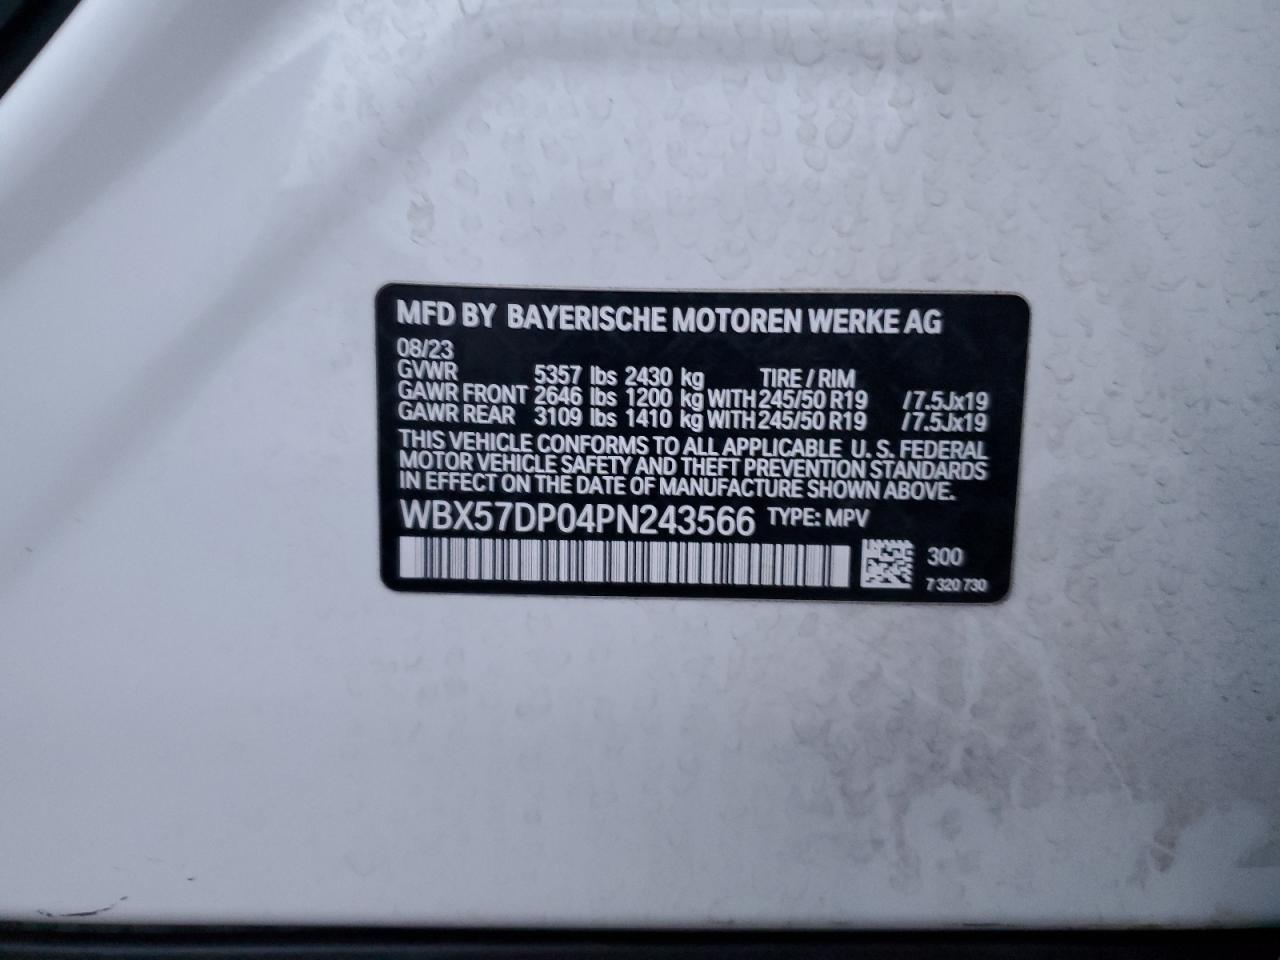 MFD BY BAYERISCHE MOTOREN WERKE AG
08/23
GVWR 5357 lbs 2430 kg TIRE / RIM
GAWR FRONT 2646 lbs 1200 kg WITH 245/50 R19 /7.5Jx19
GAWR REAR 3109 lbs 1410 kg WITH 245/50 R19 /7.5Jx19
THIS VEHICLE CONFORMS TO ALL APPLICABLE U. S. FEDERAL
MOTOR VEHICLE SAFETY AND THEFT PREVENTION STANDARDS
IN EFFECT ON THE DATE OF MANUFACTURE SHOWN ABOVE.
WBX57DP04PN243566 TYPE: MPV
300
7 320 730